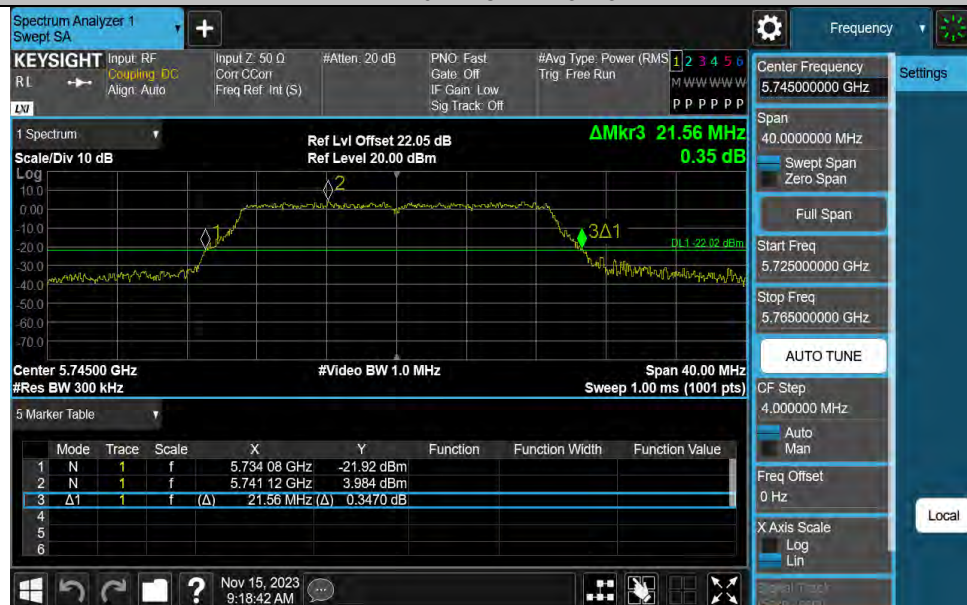 Spectrum Analyzer 1
Swept SA
+
Frequency
KEYSIGHT
RL
LXI
Input: RF
Coupling: DC
Align: Auto
Input Z: 50 Ω
Corr CCorr
Freq Ref: Int (S)
#Atten: 20 dB
PNO: Fast
Gate: Off
IF Gain: Low
Sig Track: Off
#Avg Type: Power (RMS
Trig: Free Run
1 2 3 4 5 6
M W W W W W
P P P P P P
1 Spectrum
Scale/Div 10 dB
Ref Lvl Offset 22.05 dB
Ref Level 20.00 dBm
ΔMkr3 21.56 MHz
0.35 dB
Log
10.0
0.00
-10.0
-20.0
-30.0
-40.0
-50.0
-60.0
-70.0
1
2
3Δ1
DL1 -22.02 dBm
Center 5.74500 GHz
#Res BW 300 kHz
#Video BW 1.0 MHz
Span 40.00 MHz
Sweep 1.00 ms (1001 pts)
5 Marker Table
Mode Trace Scale X Y Function Function Width Function Value
1 N 1 f 5.734 08 GHz -21.92 dBm
2 N 1 f 5.741 12 GHz 3.984 dBm
3 Δ1 1 f (Δ) 21.56 MHz (Δ) 0.3470 dB
4
5
6
?
Nov 15, 2023
9:18:42 AM
Center Frequency
5.745000000 GHz
Span
40.0000000 MHz
Swept Span
Zero Span
Full Span
Start Freq
5.725000000 GHz
Stop Freq
5.765000000 GHz
AUTO TUNE
CF Step
4.000000 MHz
Auto
Man
Freq Offset
0 Hz
X Axis Scale
Log
Lin
Signal Track
Settings
Local